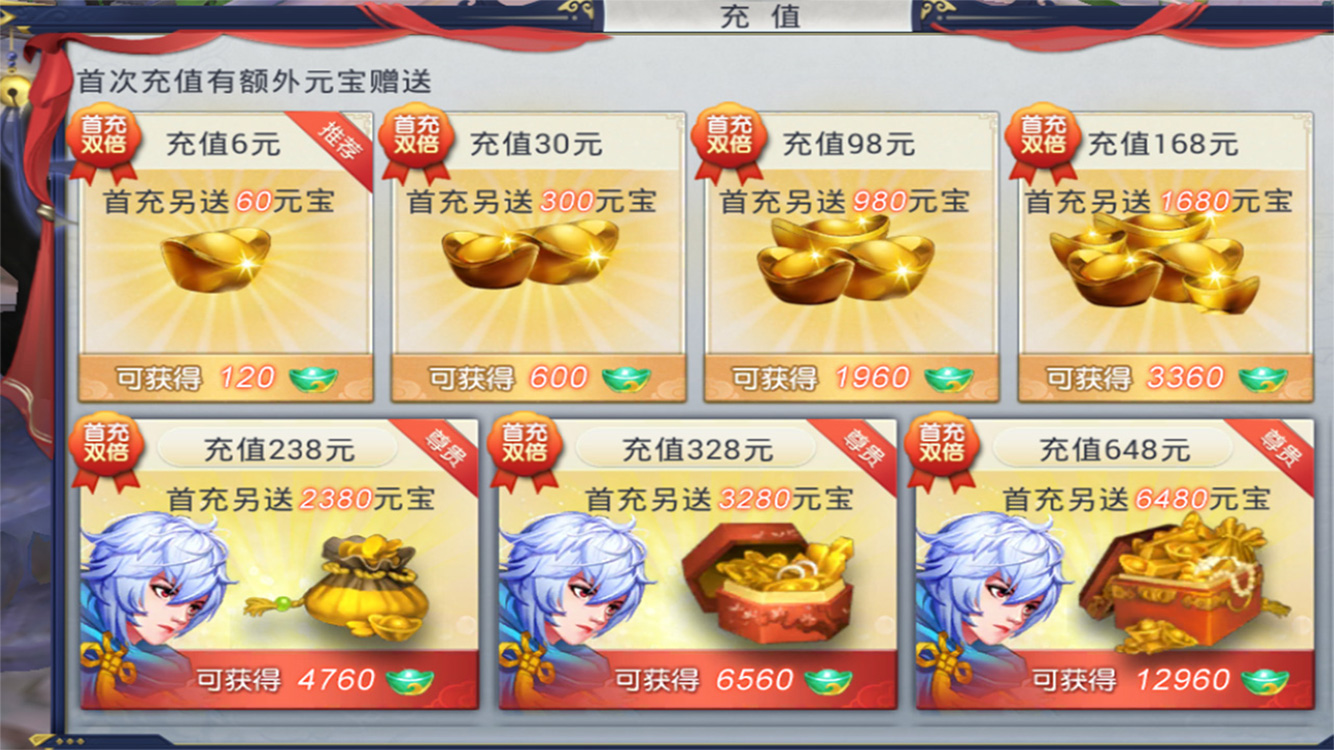 充 值
首次充值有额外元宝赠送
首充
双倍
充值6元
推荐
首充另送60元宝
可获得 120
首充
双倍
充值30元
首充另送300元宝
可获得 600
首充
双倍
充值98元
首充另送980元宝
可获得 1960
首充
双倍
充值168元
首充另送1680元宝
可获得 3360
首充
双倍
充值238元
尊贵
首充另送2380元宝
可获得 4760
首充
双倍
充值328元
尊贵
首充另送3280元宝
可获得 6560
首充
双倍
充值648元
尊贵
首充另送6480元宝
可获得 12960